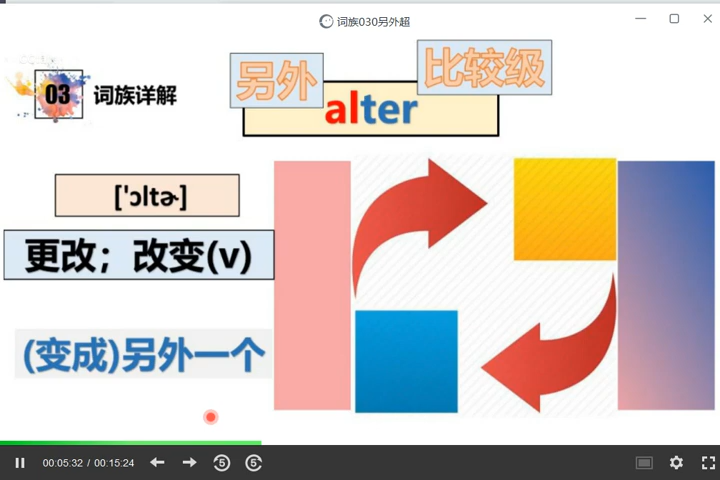 词族030另外超
03 词族详解
另外 比较级
alter
['ɔltɚ]
更改；改变(v)
(变成)另外一个
00:05:32 / 00:15:24
5 5